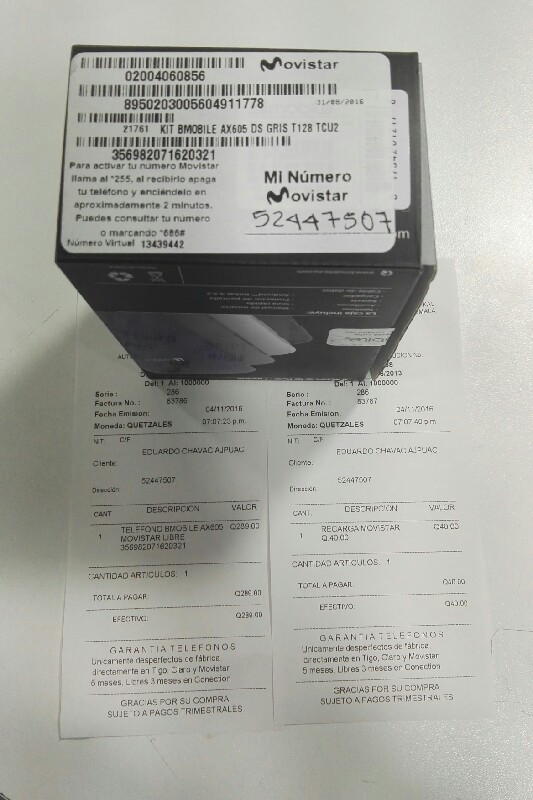 Movistar
02004060856
8950203005604911778
31/08/2016
21761 KIT BMOBILE AX605 DS GRIS T128 TCU2
356982071620321
Para activar tu número Movistar
llama al *255, al recibirlo apaga
tu teléfono y enciéndelo en
aproximadamente 2 minutos.
Puedes consultar tu número
o marcando *686#
Número Virtual 13439442
Mi Número
Movistar
52447507
La caja incluye:
Del: 1 Al: 1000000
Serie : 286
Factura No. : 63786
Fecha Emision: 04/11/2016
Moneda: QUETZALES 07:07:23 p.m.
NIT: C/F
EDUARDO CHAVAC AJPUAC
Cliente:
52447507
Dirección:
CANT DESCRIPCION VALOR
1 TELEFONO BMOBILE AX605 Q289.00
MOVISTAR LIBRE
356982071620321
CANTIDAD ARTICULOS: 1
TOTAL A PAGAR: Q289.00
EFECTIVO: Q289.00
GARANTIA TELEFONOS
Unicamente desperfectos de fábrica
directamente en Tigo, Claro y Movistar
6 meses, Libres 3 meses en Conection
GRACIAS POR SU COMPRA
SUJETO A PAGOS TRIMESTRALES
Del: 1 Al: 1000000
Serie : 286
Factura No. : 63787
Fecha Emision: 04/11/2016
Moneda: QUETZALES 07:07:40 p.m.
NIT: C/F
EDUARDO CHAVAC AJPUAC
Cliente:
52447507
Dirección:
CANT. DESCRIPCION VALOR
1 RECARGA MOVISTAR Q40.00
Q.40.00
CANTIDAD ARTICULOS: 1
TOTAL A PAGAR: Q40.00
EFECTIVO: Q40.00
GARANTIA TELEFONOS
Unicamente desperfectos de fábrica
directamente en Tigo, Claro y Movistar
6 meses, Libres 3 meses en Conection
GRACIAS POR SU COMPRA
SUJETO A PAGOS TRIMESTRALES